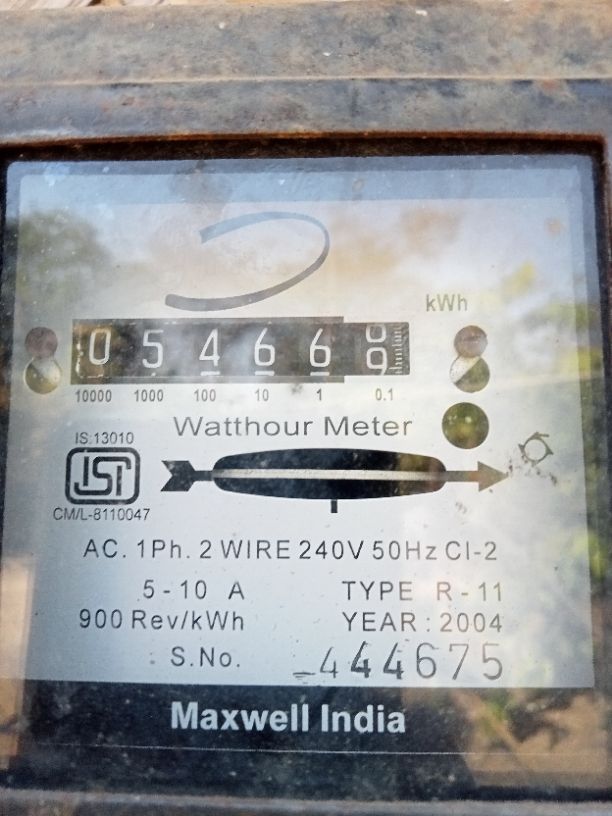 kWh
0 5 4 6 6 9
10000 1000 100 10 1 0.1
Watthour Meter
IS:13010
ISI
CM/L-8110047
AC. 1Ph. 2 WIRE 240V 50Hz Cl-2
5 - 10 A TYPE R - 11
900 Rev/kWh YEAR : 2004
S.No. 444675
Maxwell India